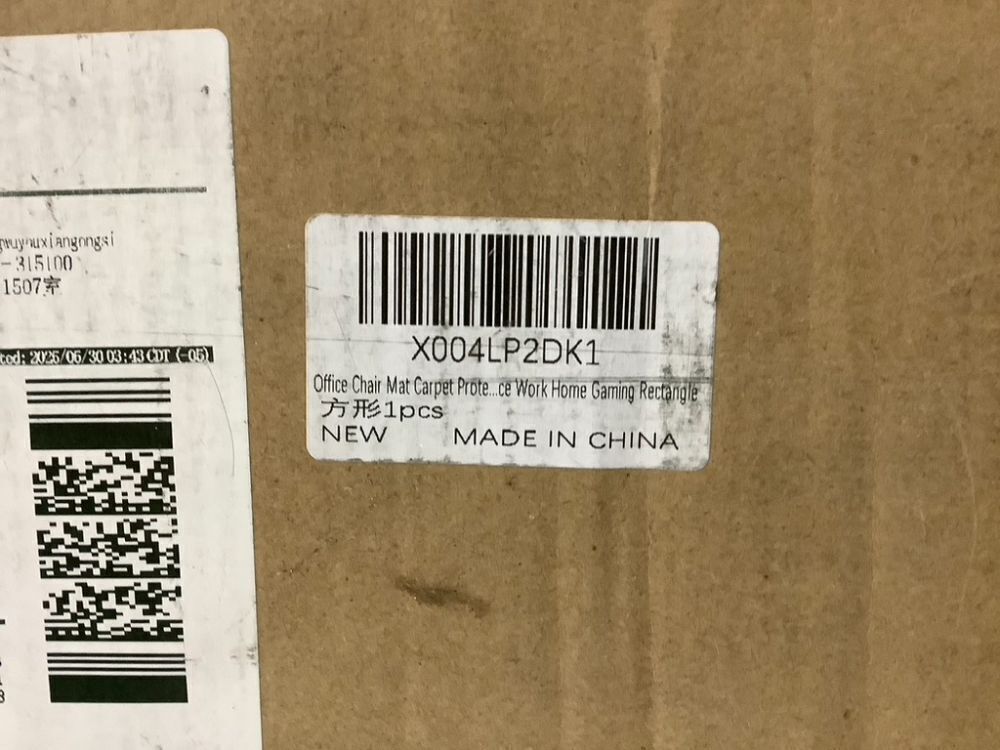 -315100
1507室
ted: 2025/06/30 03:43 CDT (-05)
X004LP2DK1
Office Chair Mat Carpet Prote...ce Work Home Gaming Rectangle
方形1pcs
NEW MADE IN CHINA